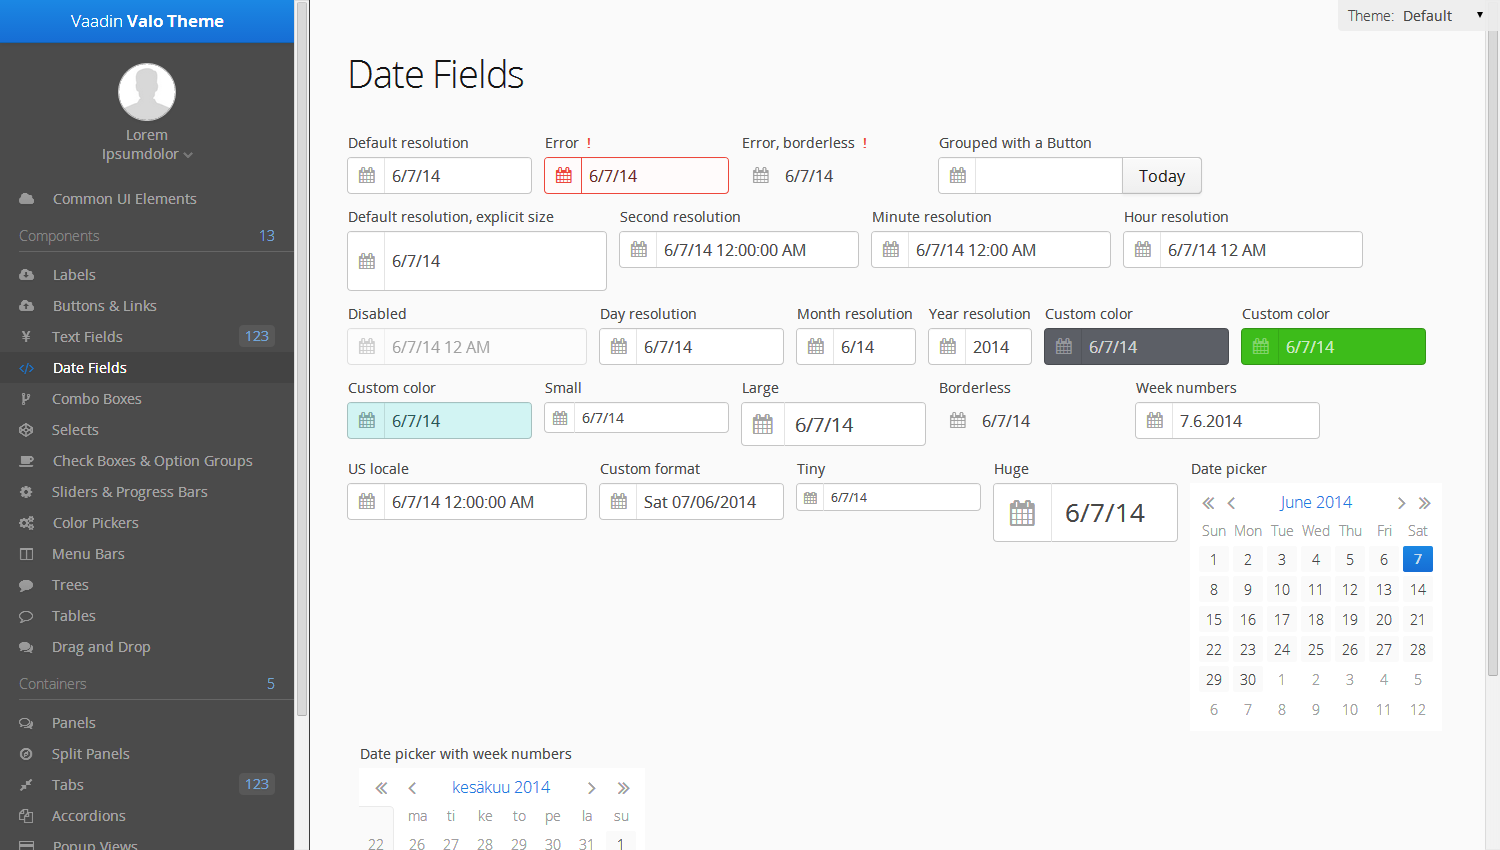 Vaadin Valo Theme
Lorem
Ipsumdolor
Common UI Elements
Components 13
Labels
Buttons & Links
Text Fields 123
Date Fields
Combo Boxes
Selects
Check Boxes & Option Groups
Sliders & Progress Bars
Color Pickers
Menu Bars
Trees
Tables
Drag and Drop
Containers 5
Panels
Split Panels
Tabs 123
Accordions
Popup Views
Theme: Default
Date Fields
Default resolution Error ! Error, borderless ! Grouped with a Button
6/7/14 6/7/14 6/7/14 Today
Default resolution, explicit size Second resolution Minute resolution Hour resolution
6/7/14 6/7/14 12:00:00 AM 6/7/14 12:00 AM 6/7/14 12 AM
Disabled Day resolution Month resolution Year resolution Custom color Custom color
6/7/14 12 AM 6/7/14 6/14 2014 6/7/14 6/7/14
Custom color Small Large Borderless Week numbers
6/7/14 6/7/14 6/7/14 6/7/14 7.6.2014
US locale Custom format Tiny Huge Date picker
6/7/14 12:00:00 AM Sat 07/06/2014 6/7/14 6/7/14
June 2014
Sun Mon Tue Wed Thu Fri Sat
1 2 3 4 5 6 7
8 9 10 11 12 13 14
15 16 17 18 19 20 21
22 23 24 25 26 27 28
29 30 1 2 3 4 5
6 7 8 9 10 11 12
Date picker with week numbers
kesäkuu 2014
ma ti ke to pe la su
22 26 27 28 29 30 31 1